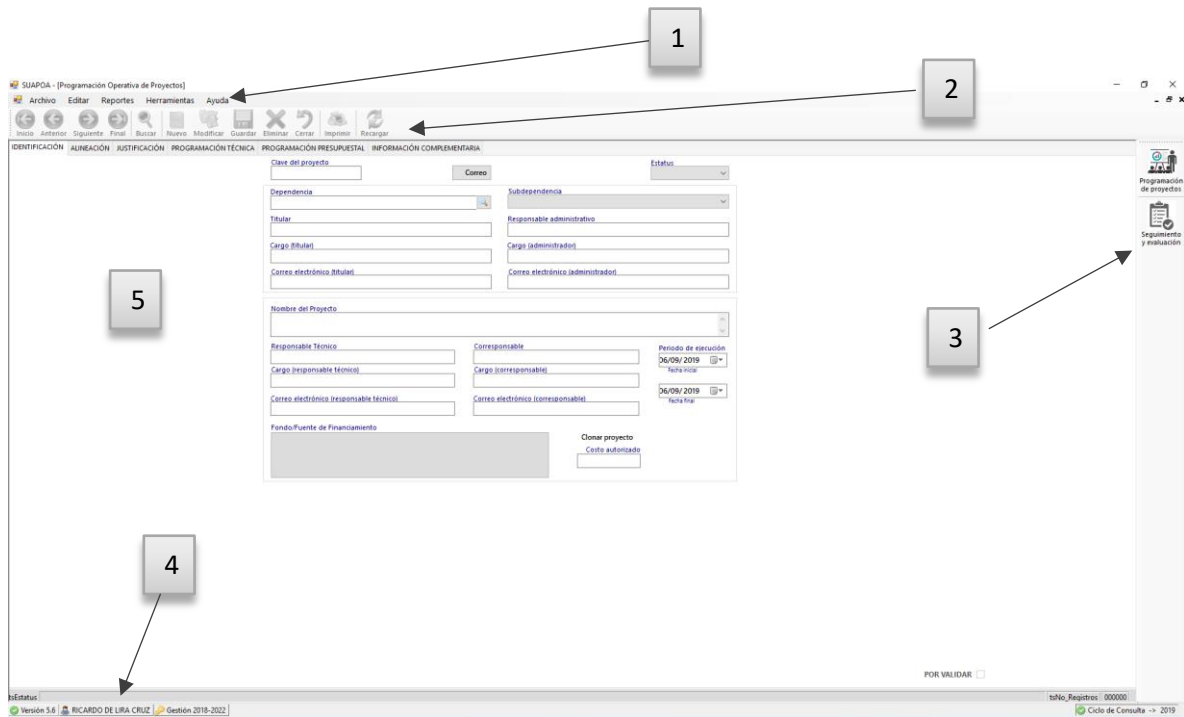 1
2
SUAPOA - [Programación Operativa de Proyectos]
Archivo Editar Reportes Herramientas Ayuda
Inicio Anterior Siguiente Final Buscar Nuevo Modificar Guardar Eliminar Cerrar Imprimir Recargar
IDENTIFICACIÓN ALINEACIÓN JUSTIFICACIÓN PROGRAMACIÓN TÉCNICA PROGRAMACIÓN PRESUPUESTAL INFORMACIÓN COMPLEMENTARIA
Clave del proyecto Estatus
Correo
Programación
de proyectos
Dependencia Subdependencia
Titular Responsable administrativo
Seguimiento
y evaluación
Cargo (titular) Cargo (administrador)
Correo electrónico (titular) Correo electrónico (administrador)
5
3
Nombre del Proyecto
Responsable Técnico Corresponsable Periodo de ejecución
06/09/2019
Fecha inicial
Cargo (responsable técnico) Cargo (corresponsable)
06/09/2019
Fecha final
Correo electrónico (responsable técnico) Correo electrónico (corresponsable)
Fondo/Fuente de Financiamiento
Clonar proyecto
Costo autorizado
4
POR VALIDAR
tsEstatus tsNo_Registros 000000
Versión 5.6 RICARDO DE LIRA CRUZ Gestión 2018-2022 Ciclo de Consulta -> 2019